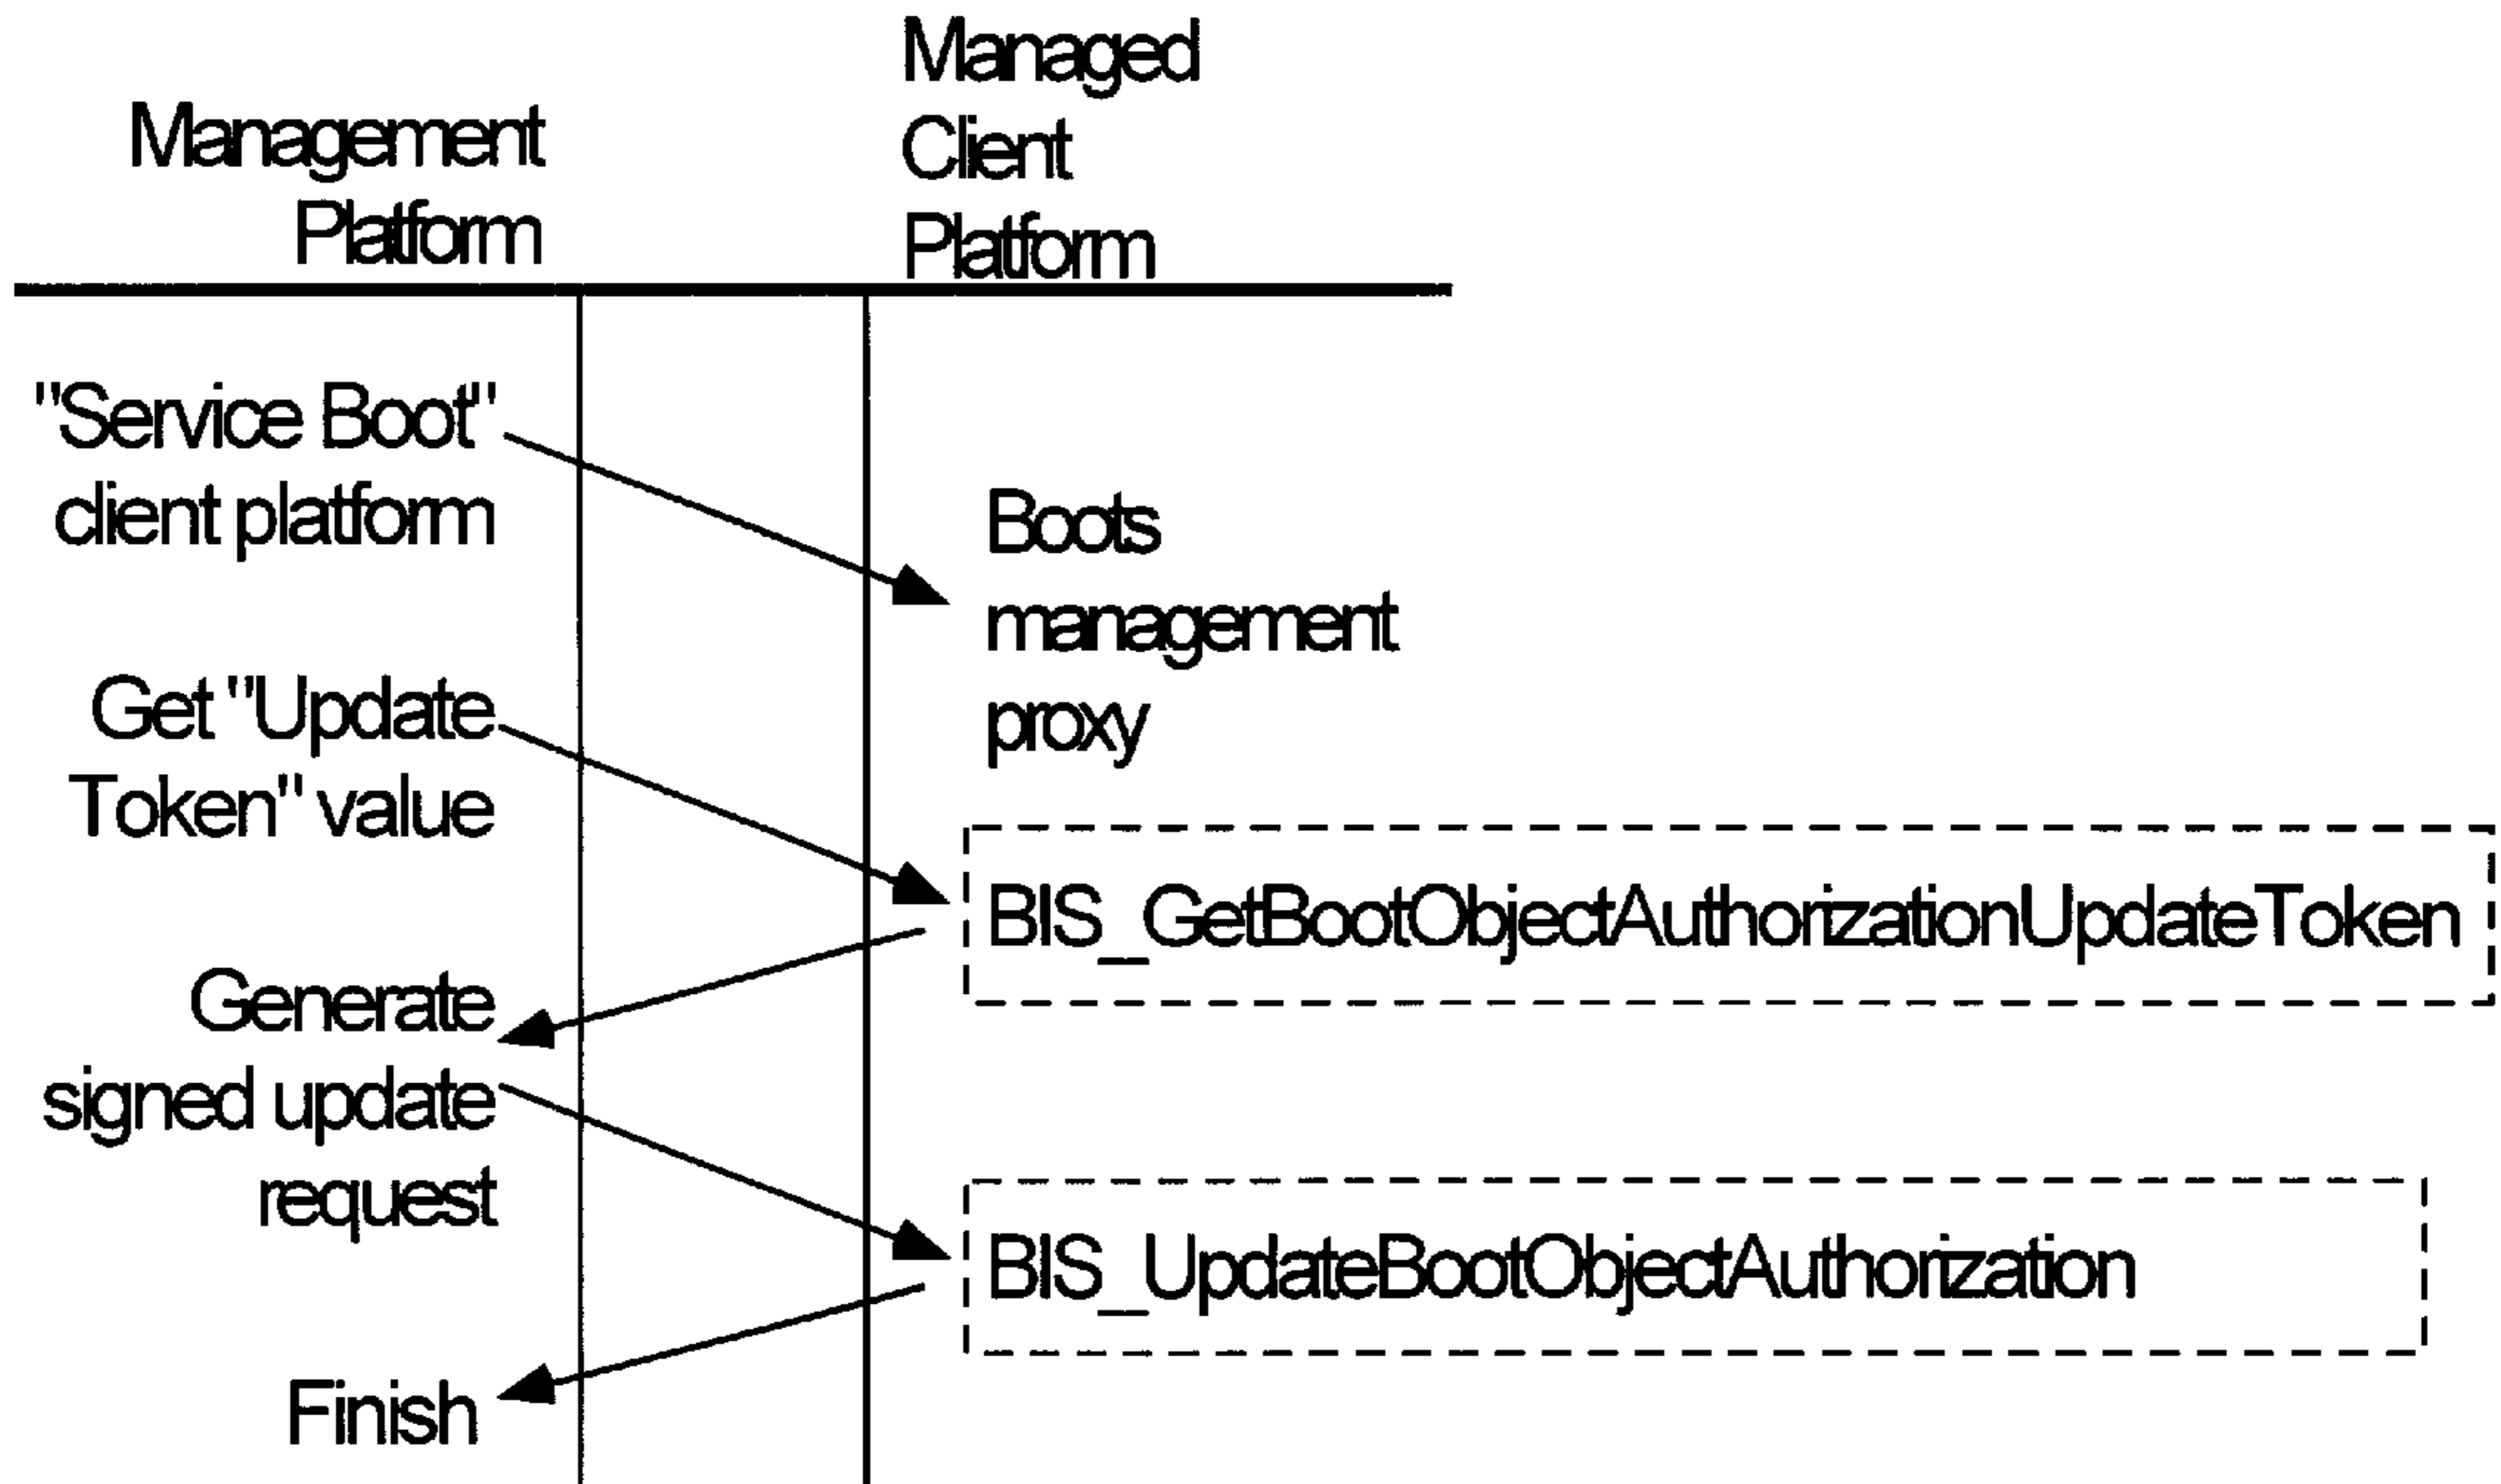 Management
Platform
Managed
Client
Platform
"Service Boot"
client platform
Boots
management
proxy
Get "Update
Token" value
BIS_GetBootObjectAuthorizationUpdateToken
Generate
signed update
request
BIS_UpdateBootObjectAuthorization
Finish